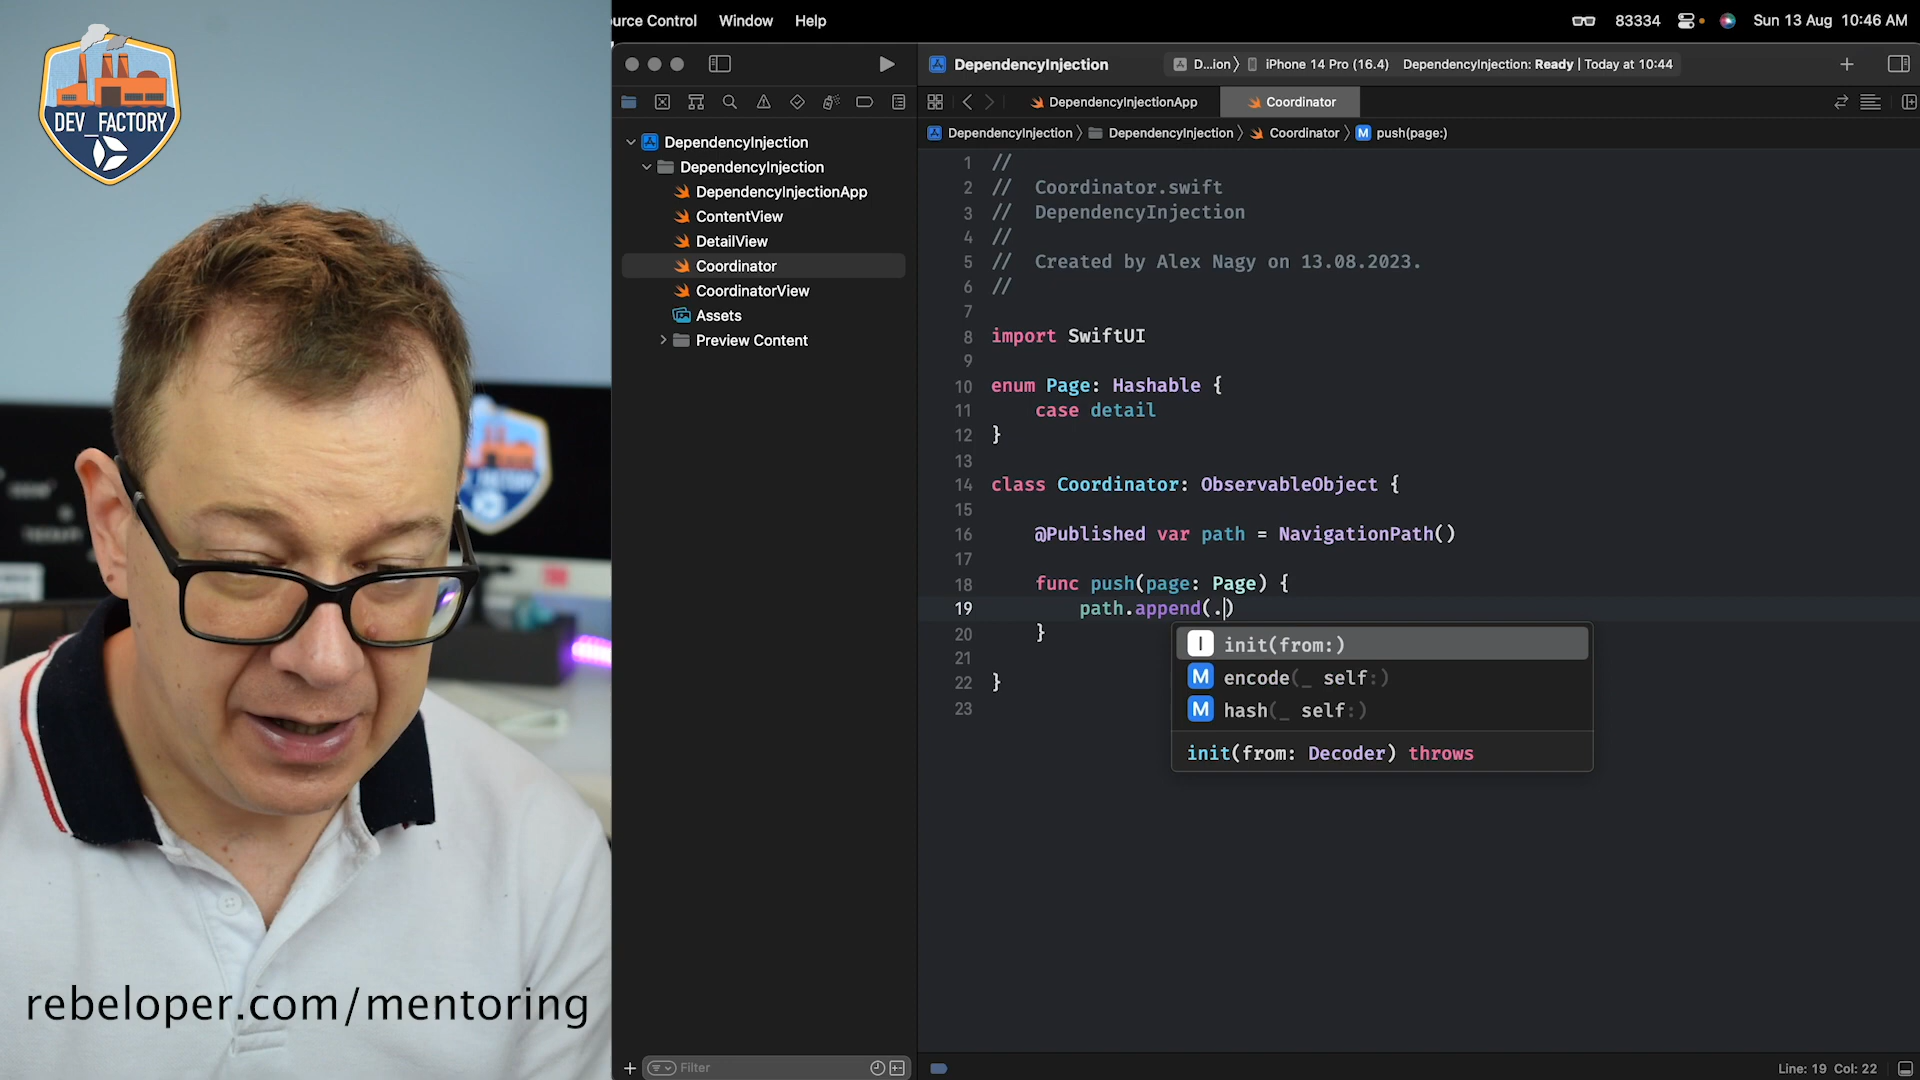 urce Control Window Help
83334 Sun 13 Aug 10:46 AM
DEV_FACTORY
DependencyInjection D...ion〉 iPhone 14 Pro (16.4) DependencyInjection: Ready | Today at 10:44
DependencyInjectionApp Coordinator
DependencyInjection〉 DependencyInjection〉 Coordinator〉 M push(page:)
DependencyInjection
DependencyInjection
DependencyInjectionApp
ContentView
DetailView
Coordinator
CoordinatorView
Assets
Preview Content
1 //
2 // Coordinator.swift
3 // DependencyInjection
4 //
5 // Created by Alex Nagy on 13.08.2023.
6 //
7
8 import SwiftUI
9
10 enum Page: Hashable {
11 case detail
12 }
13
14 class Coordinator: ObservableObject {
15
16 @Published var path = NavigationPath()
17
18 func push(page: Page) {
19 path.append(.)
20 }
21
22 }
23
I init(from:)
M encode(_ self:)
M hash(_ self:)
init(from: Decoder) throws
rebeloper.com/mentoring
Filter
Line: 19 Col: 22